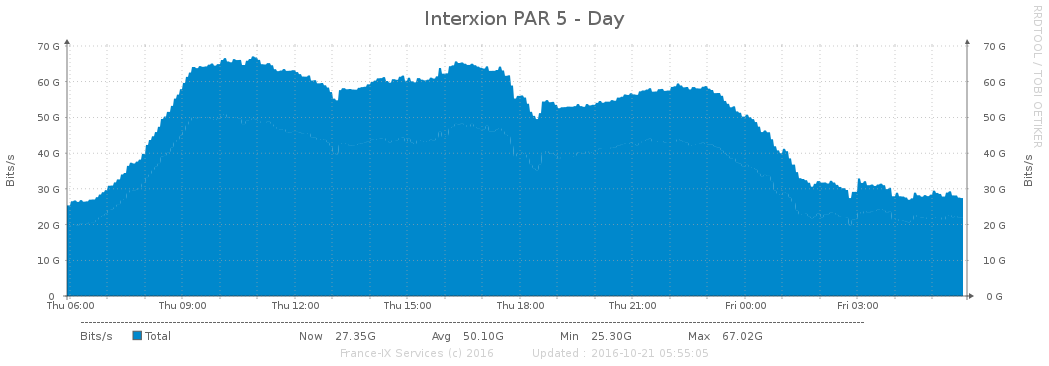 Interxion PAR 5 - Day
RRDTOOL / TOBI OETIKER
Bits/s
70 G 70 G
60 G 60 G
50 G 50 G
40 G 40 G
30 G 30 G
20 G 20 G
10 G 10 G
0 0 G
Bits/s
Thu 06:00 Thu 09:00 Thu 12:00 Thu 15:00 Thu 18:00 Thu 21:00 Fri 00:00 Fri 03:00
Bits/s Total Now 27.35G Avg 50.10G Min 25.30G Max 67.02G
France-IX Services (c) 2016 Updated : 2016-10-21 05:55:05